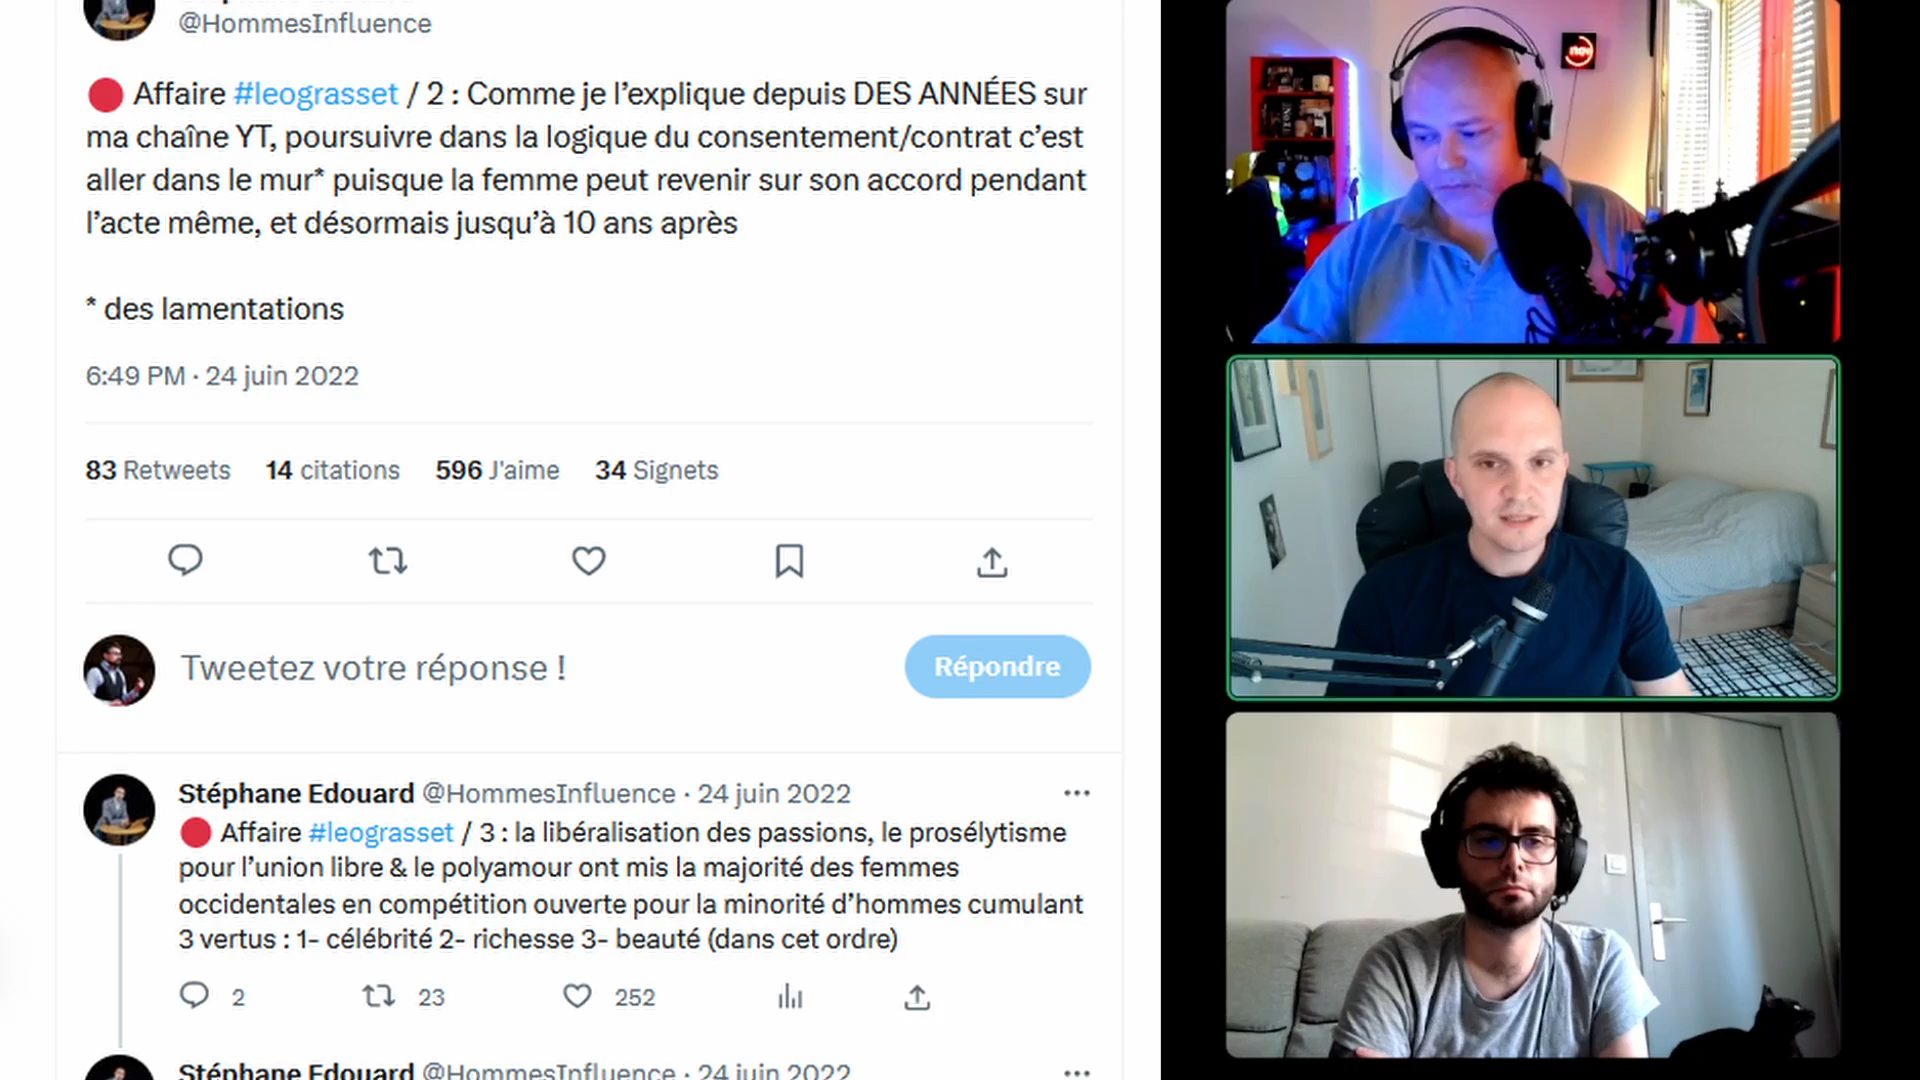 @HommesInfluence
🔴 Affaire #leograsset / 2 : Comme je l’explique depuis DES ANNÉES sur
ma chaîne YT, poursuivre dans la logique du consentement/contrat c’est
aller dans le mur* puisque la femme peut revenir sur son accord pendant
l’acte même, et désormais jusqu’à 10 ans après
* des lamentations
6:49 PM · 24 juin 2022
83 Retweets 14 citations 596 J'aime 34 Signets
Tweetez votre réponse !
Répondre
Stéphane Edouard @HommesInfluence · 24 juin 2022
🔴 Affaire #leograsset / 3 : la libéralisation des passions, le prosélytisme
pour l’union libre & le polyamour ont mis la majorité des femmes
occidentales en compétition ouverte pour la minorité d’hommes cumulant
3 vertus : 1- célébrité 2- richesse 3- beauté (dans cet ordre)
2 23 252
Stéphane Edouard @HommesInfluence · 24 juin 2022